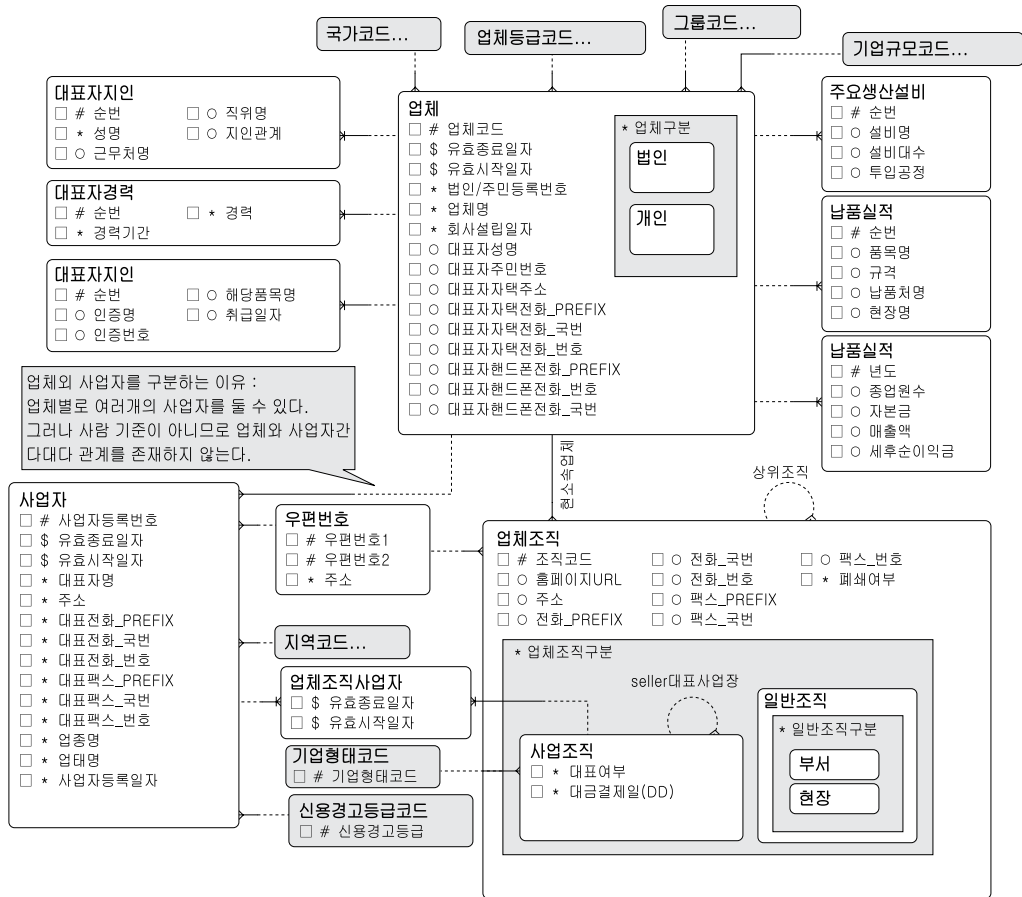 국가코드...
업체등급코드...
그룹코드...
기업규모코드...
대표자지인
□ # 순번 □ ○ 직위명
□ * 성명 □ ○ 지인관계
□ ○ 근무처명
대표자경력
□ # 순번 □ * 경력
□ * 경력기간
대표자지인
□ # 순번 □ ○ 해당품목명
□ ○ 인증명 □ ○ 취급일자
□ ○ 인증번호
업체
□ # 업체코드
□ $ 유효종료일자
□ $ 유효시작일자
□ * 법인/주민등록번호
□ * 업체명
□ * 회사설립일자
□ ○ 대표자성명
□ ○ 대표자주민번호
□ ○ 대표자자택주소
□ ○ 대표자자택전화_PREFIX
□ ○ 대표자자택전화_국번
□ ○ 대표자자택전화_번호
□ ○ 대표자핸드폰전화_PREFIX
□ ○ 대표자핸드폰전화_번호
□ ○ 대표자핸드폰전화_국번
* 업체구분
법인
개인
주요생산설비
□ # 순번
□ ○ 설비명
□ ○ 설비대수
□ ○ 투입공정
납품실적
□ # 순번
□ ○ 품목명
□ ○ 규격
□ ○ 납품처명
□ ○ 현장명
납품실적
□ # 년도
□ ○ 종업원수
□ ○ 자본금
□ ○ 매출액
□ ○ 세후순이익금
업체외 사업자를 구분하는 이유 :
업체별로 여러개의 사업자를 둘 수 있다.
그러나 사람 기준이 아니므로 업체와 사업자간
다대다 관계를 존재하지 않는다.
현소속업체
상위조직
사업자
□ # 사업자등록번호
□ $ 유효종료일자
□ $ 유효시작일자
□ * 대표자명
□ * 주소
□ * 대표전화_PREFIX
□ * 대표전화_국번
□ * 대표전화_번호
□ * 대표팩스_PREFIX
□ * 대표팩스_국번
□ * 대표팩스_번호
□ * 업종명
□ * 업태명
□ * 사업자등록일자
우편번호
□ # 우편번호1
□ # 우편번호2
□ * 주소
지역코드...
업체조직사업자
□ $ 유효종료일자
□ $ 유효시작일자
기업형태코드
□ # 기업형태코드
신용경고등급코드
□ # 신용경고등급
업체조직
□ # 조직코드 □ ○ 전화_국번 □ ○ 팩스_번호
□ ○ 홈페이지URL □ ○ 전화_번호 □ * 폐쇄여부
□ ○ 주소 □ ○ 팩스_PREFIX
□ ○ 전화_PREFIX □ ○ 팩스_국번
* 업체조직구분
seller대표사업장
사업조직
□ * 대표여부
□ * 대금결제일(DD)
일반조직
* 일반조직구분
부서
현장